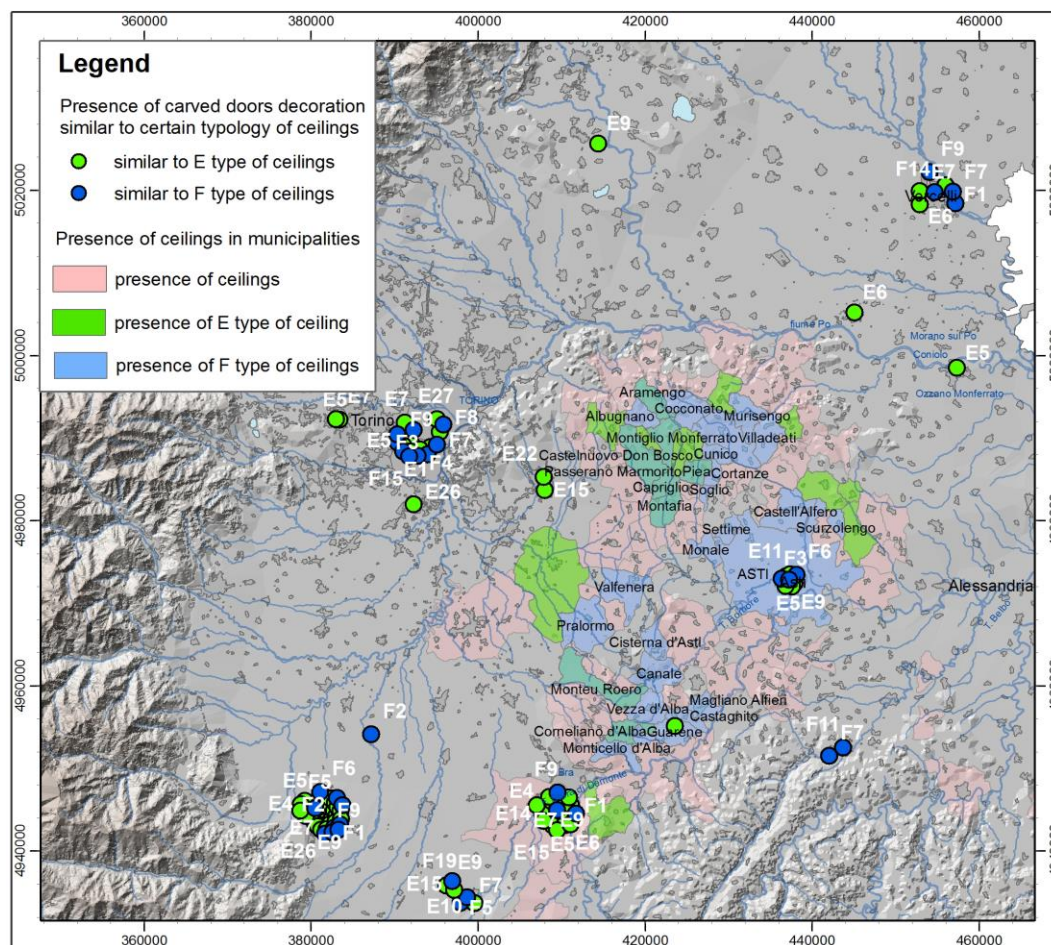 380000 400000 420000 440000 460000
Legend
Presence of carved doors decoration
similar to certain typology of ceilings
similar to E type of ceilings
similar to F type of ceilings
Presence of ceilings in municipalities
presence of ceilings
presence of E type of ceiling
presence of F type of ceilings
5020000
5000000
4980000
4960000
4940000
E9
F9
F14 E7 F7
F1
E6
E6
fiume Po
Morano sul Po
Coniolo
E5
Ozzano Monferrato
TORINO
E5 E7 E7 E27
Torino F9 F8
E5 F3 F7
F15 E1 F4
E26
E22
E15
Aramengo
Cocconato
Albugnano Murisengo
Montiglio Monferrato Villadeati
Castelnuovo Don Bosco Cunico
Passerano Marmorito Piea Cortanze
Capriglio Soglio
Montafia
Castell'Alfero
Settime Scurzolengo
Monale
E11 F3 F6
ASTI
E5 E9
Alessandria
T. Belbo
Valfenera
Pralormo
Cisterna d'Asti
Canale
Monteu Roero
Magliano Alfieri
Vezza d'Alba
Castagnito
Corneliano d'Alba Guarene
Monticello d'Alba
F2
F11 F7
F6
E5 F5
E4 F2 F9
E7
E9 F1
E26
Bra
F9
E4
F1
E14 E7 E9
E5 E6
E15
F19 E9
E15 F7
E10 F5
380000 400000 420000 440000 460000